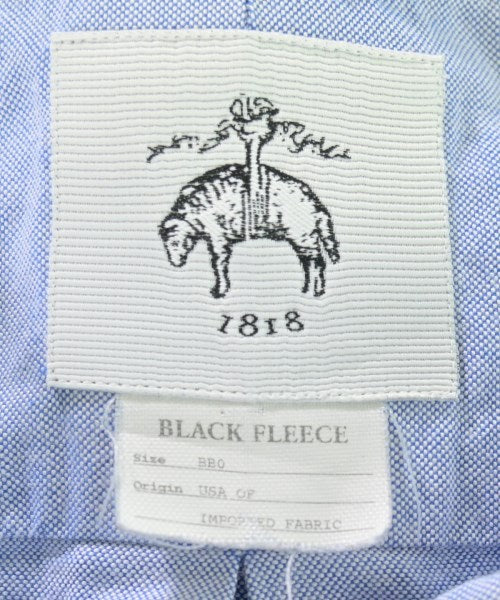 1818
BLACK FLEECE
Size BB0
Origin USA OF
IMPORTED FABRIC